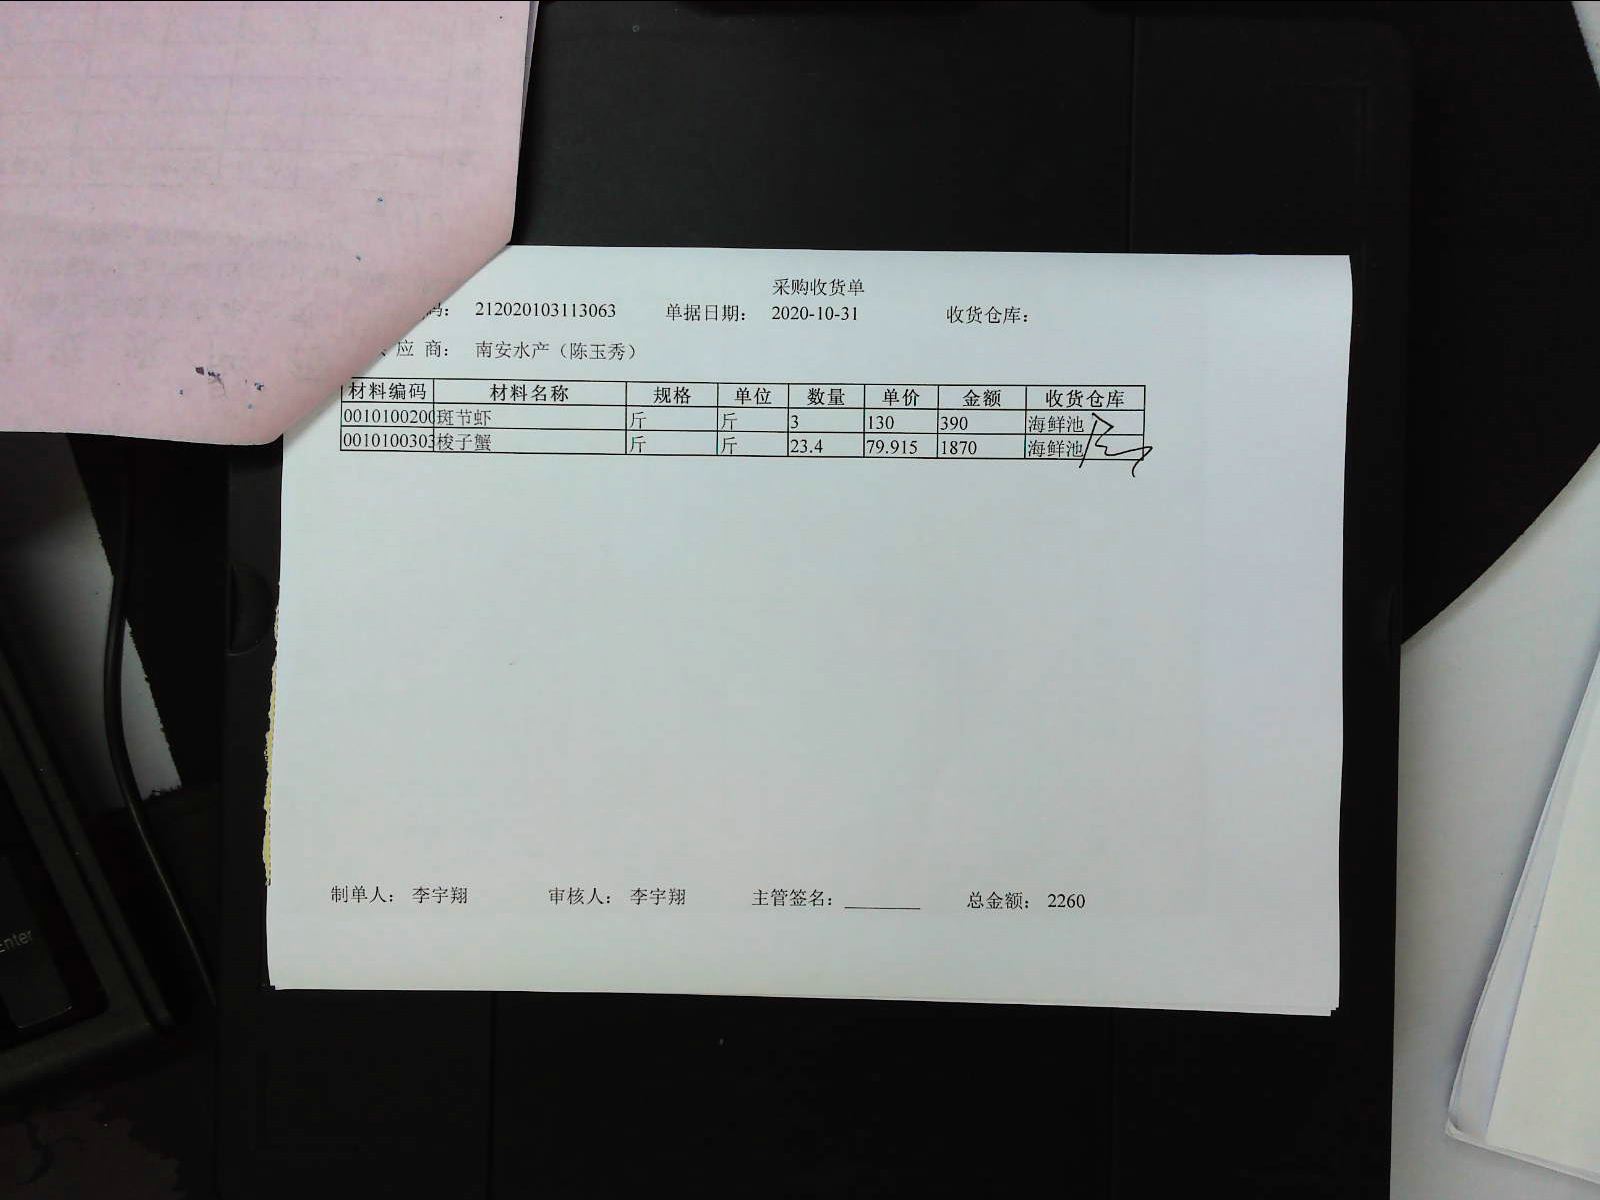 采购收货单
码： 212020103113063 单据日期： 2020-10-31 收货仓库：
应 商： 南安水产（陈玉秀）
材料编码 材料名称 规格 单位 数量 单价 金额 收货仓库
0010100200 斑节虾 斤 斤 3 130 390 海鲜池
0010100303 梭子蟹 斤 斤 23.4 79.915 1870 海鲜池
制单人： 李宇翔 审核人： 李宇翔 主管签名： 总金额： 2260
Enter